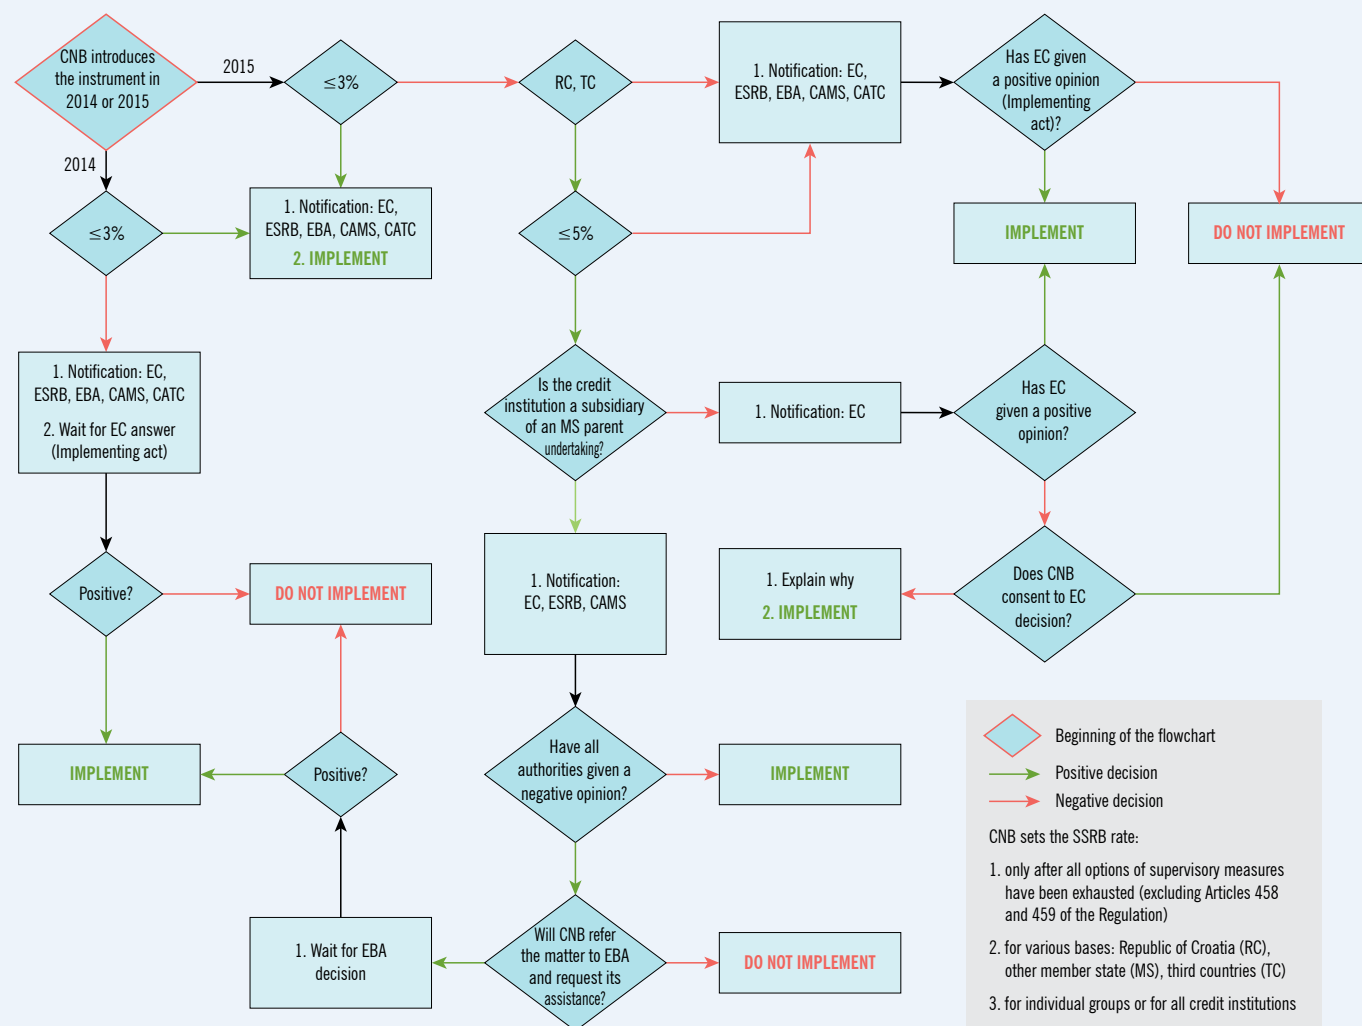 CNB introduces
the instrument in
2014 or 2015
2015
≤3%
RC, TC
1. Notification: EC,
ESRB, EBA, CAMS, CATC
Has EC given
a positive opinion
(Implementing
act)?
2014
≤3%
1. Notification: EC,
ESRB, EBA, CAMS, CATC
2. IMPLEMENT
≤5%
IMPLEMENT
DO NOT IMPLEMENT
1. Notification: EC,
ESRB, EBA, CAMS, CATC
2. Wait for EC answer
(Implementing act)
Is the credit
institution a subsidiary
of an MS parent
undertaking?
1. Notification: EC
Has EC
given a positive
opinion?
Positive?
DO NOT IMPLEMENT
1. Notification:
EC, ESRB, CAMS
1. Explain why
2. IMPLEMENT
Does CNB
consent to EC
decision?
IMPLEMENT
Positive?
Have all
authorities given a
negative opinion?
IMPLEMENT
1. Wait for EBA
decision
Will CNB refer
the matter to EBA
and request its
assistance?
DO NOT IMPLEMENT
Beginning of the flowchart
Positive decision
Negative decision
CNB sets the SSRB rate:
1. only after all options of supervisory measures
have been exhausted (excluding Articles 458
and 459 of the Regulation)
2. for various bases: Republic of Croatia (RC),
other member state (MS), third countries (TC)
3. for individual groups or for all credit institutions